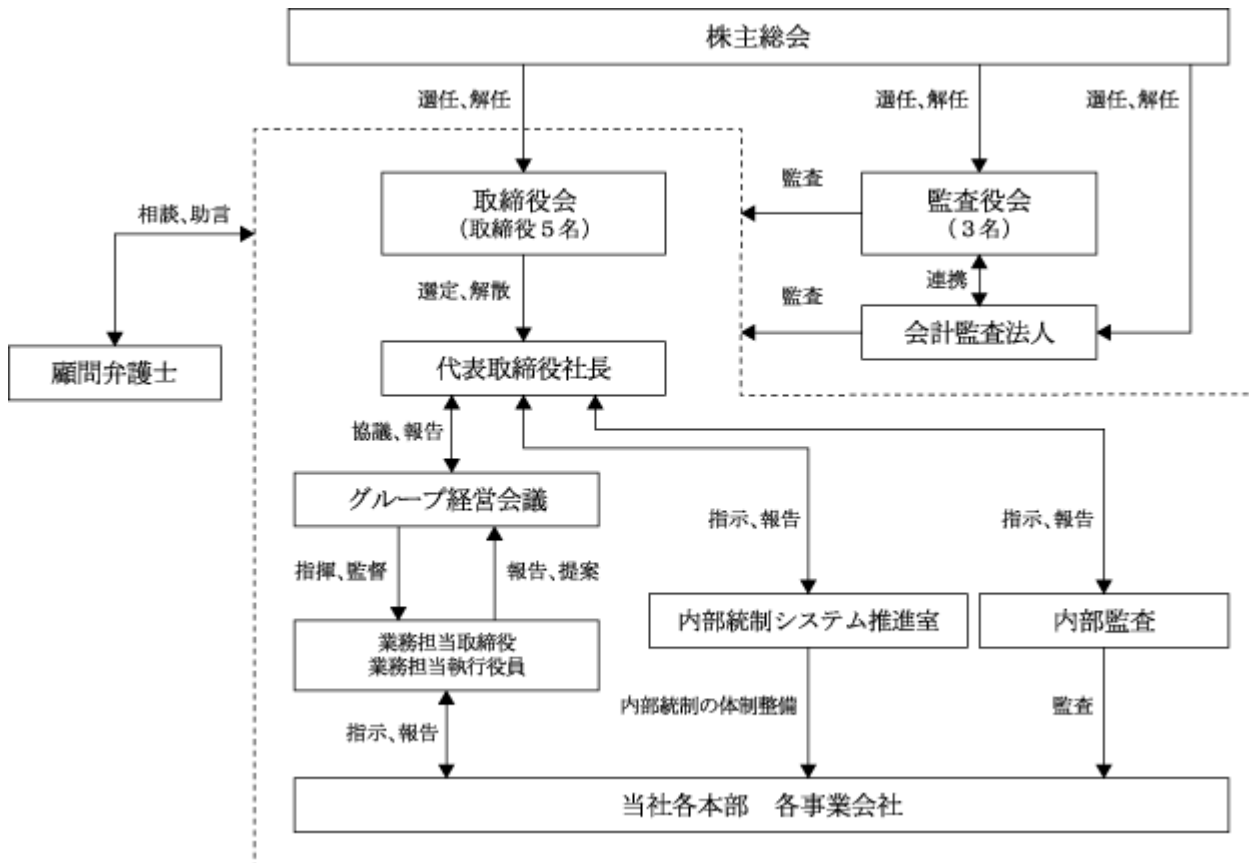 株主総会
選任、解任
選任、解任
選任、解任
取締役会
（取締役５名）
監査
監査役会
（３名）
相談、助言
選定、解散
連携
監査
会計監査法人
顧問弁護士
代表取締役社長
協議、報告
グループ経営会議
指示、報告
指示、報告
指揮、監督
報告、提案
業務担当取締役
業務担当執行役員
内部統制システム推進室
内部監査
指示、報告
内部統制の体制整備
監査
当社各本部　各事業会社